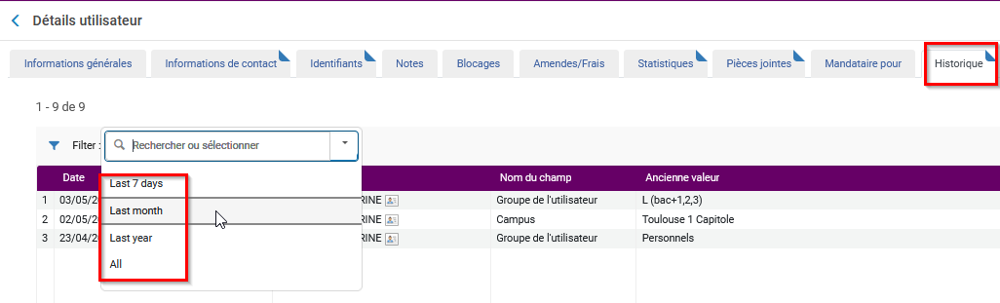 Détails utilisateur
Informations générales Informations de contact Identifiants Notes Blocages Amendes/Frais Statistiques Pièces jointes Mandataire pour Historique
1 - 9 de 9
Filter : Rechercher ou sélectionner
Date Nom du champ Ancienne valeur
Last 7 days
1 03/05/20 RINE Groupe de l'utilisateur L (bac+1,2,3)
Last month
2 02/05/20 RINE Campus Toulouse 1 Capitole
Last year
3 23/04/20 RINE Groupe de l'utilisateur Personnels
All